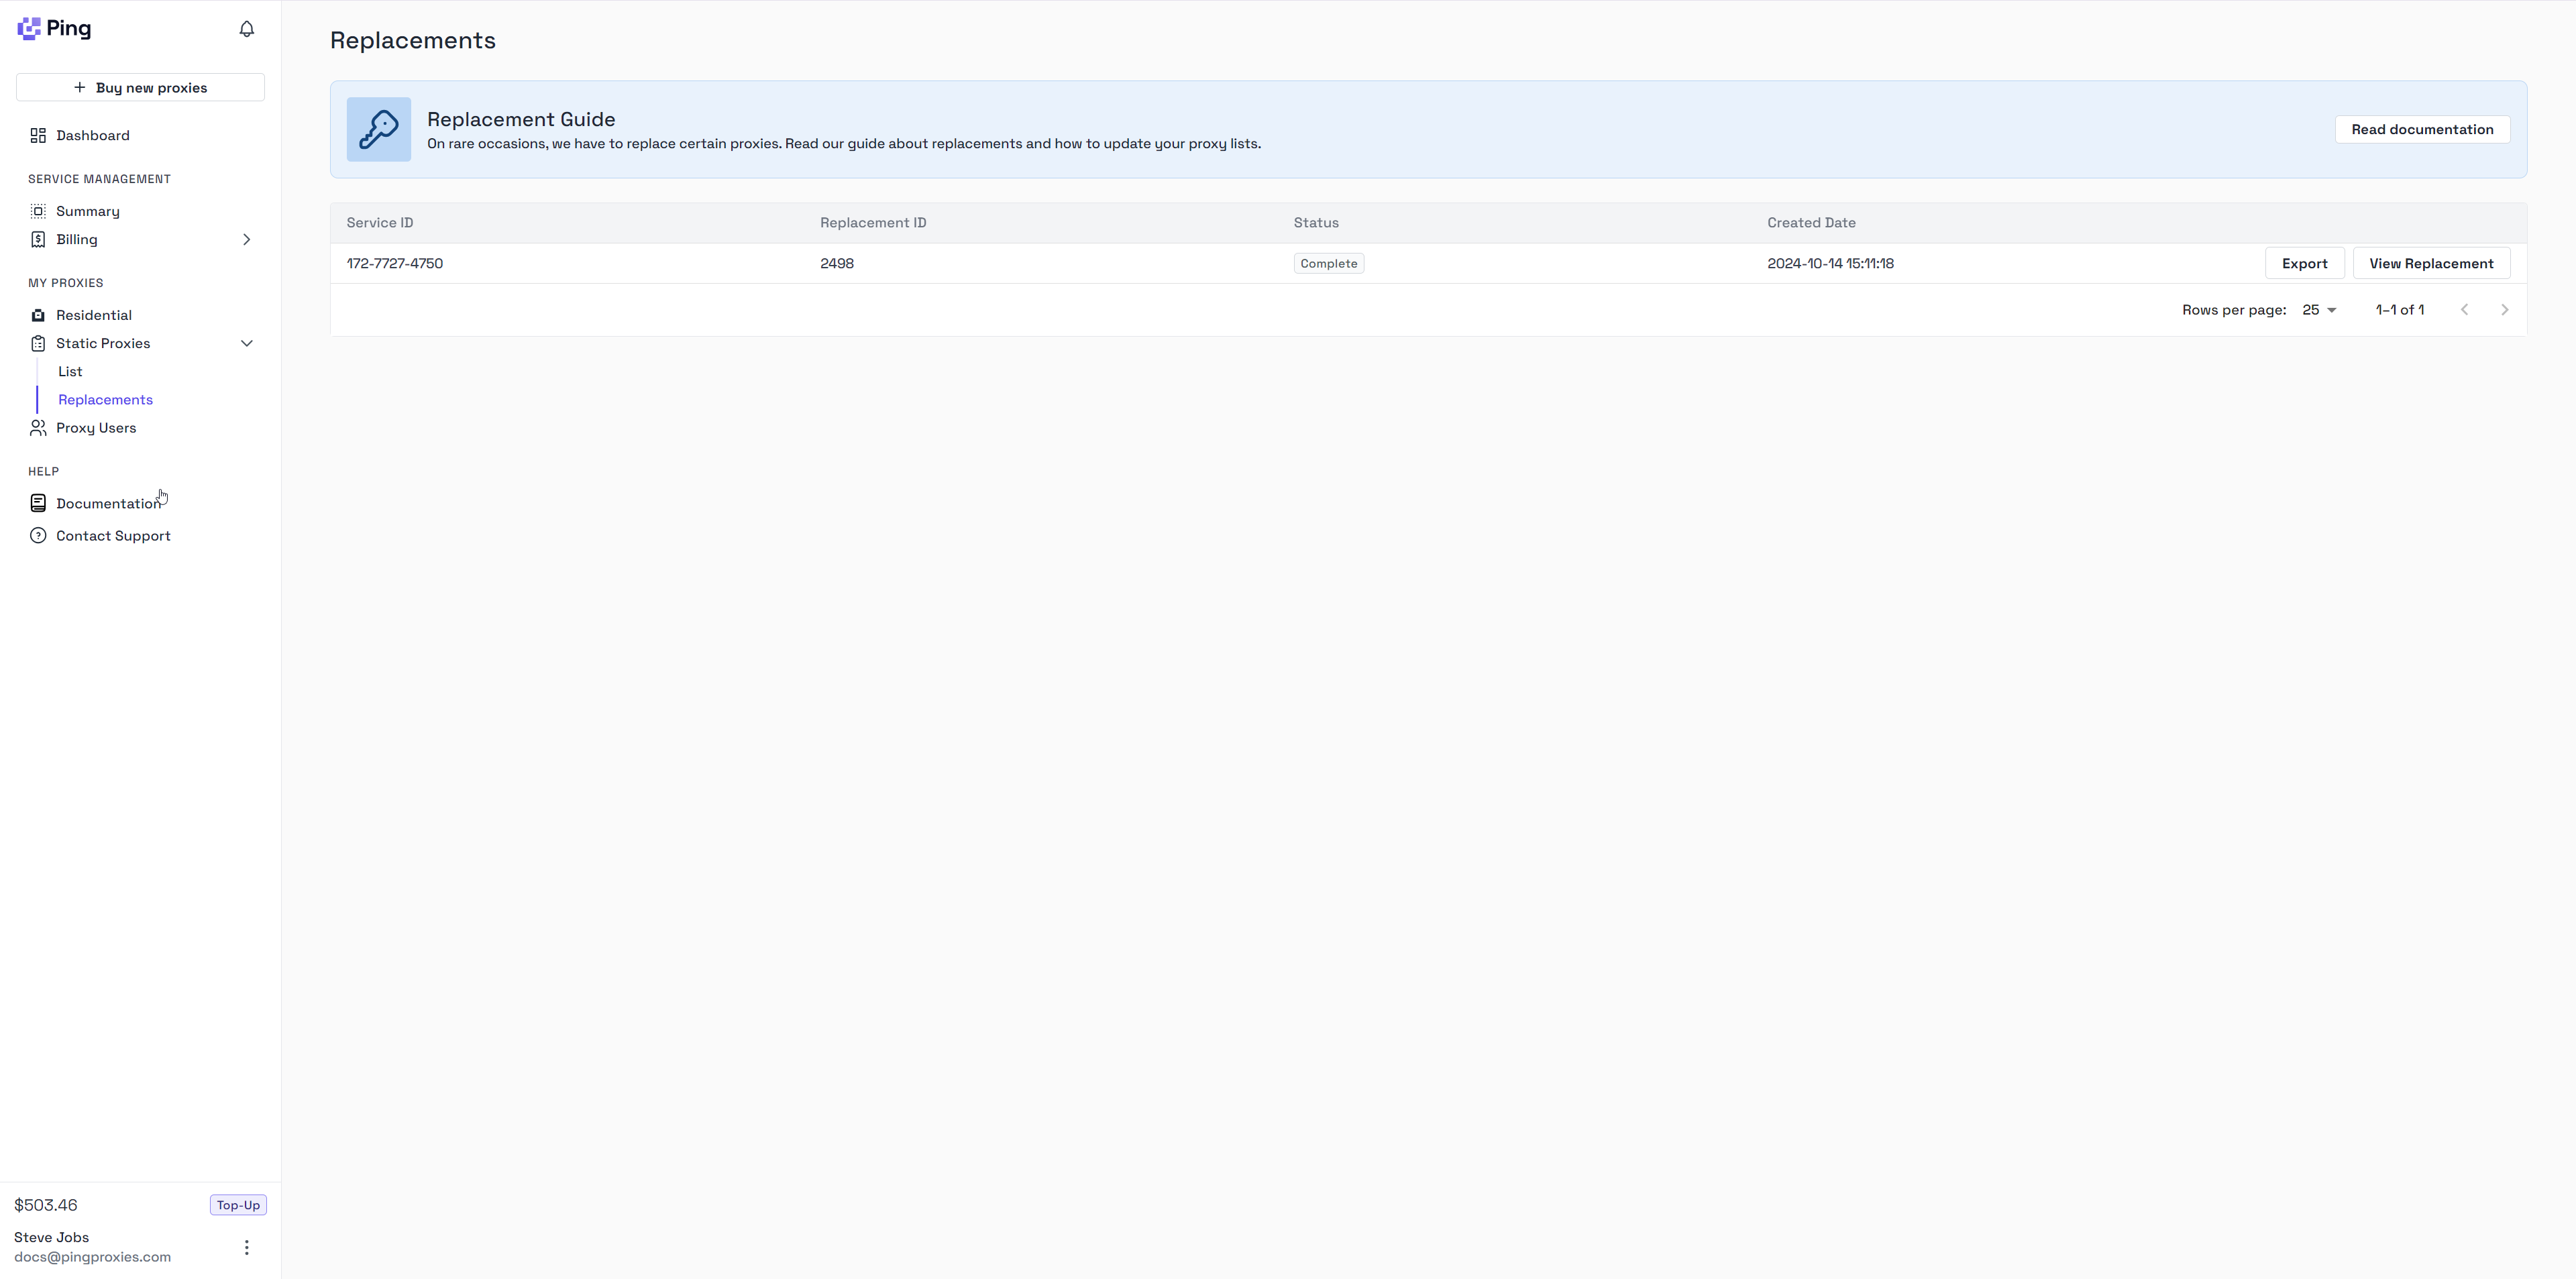 Ping
+ Buy new proxies
Dashboard
SERVICE MANAGEMENT
Summary
Billing
MY PROXIES
Residential
Static Proxies
List
Replacements
Proxy Users
HELP
Documentation
Contact Support
$503.46 Top-Up
Steve Jobs
docs@pingproxies.com
Replacements
Replacement Guide
On rare occasions, we have to replace certain proxies. Read our guide about replacements and how to update your proxy lists.
Read documentation
Service ID Replacement ID Status Created Date
172-7727-4750 2498 Complete 2024-10-14 15:11:18 Export View Replacement
Rows per page: 25 1–1 of 1